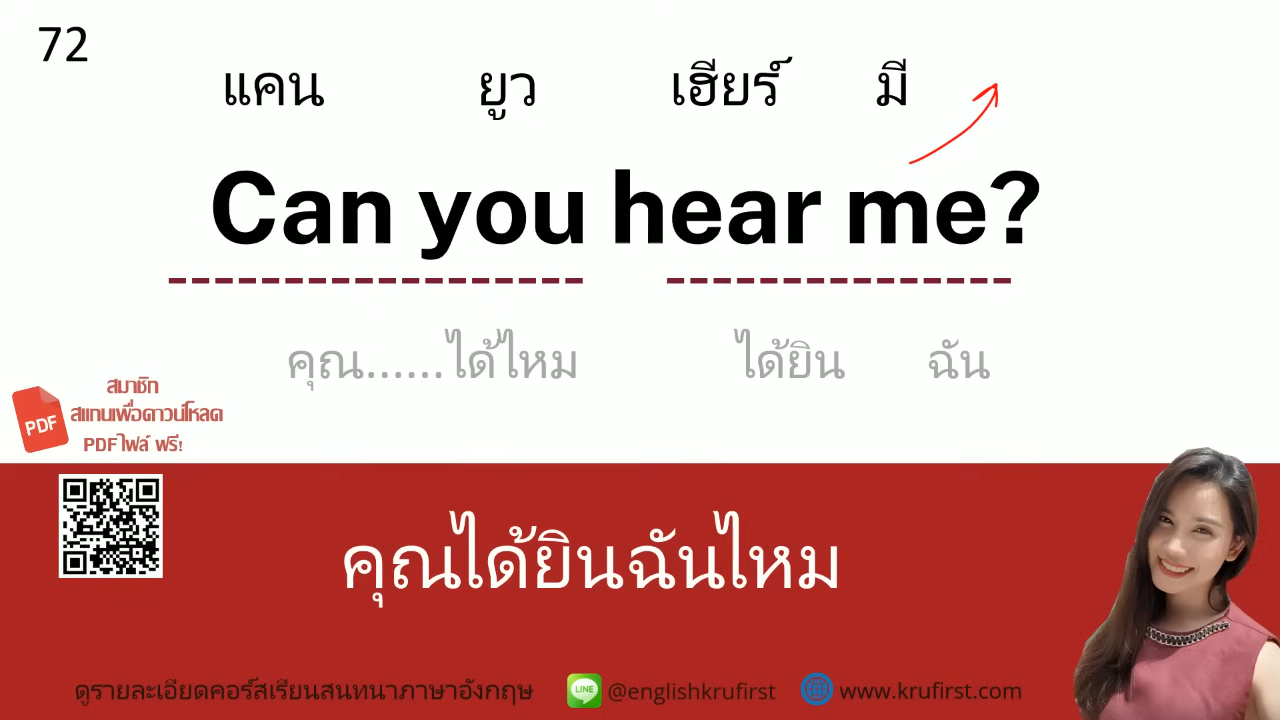 72
แคน ยูว เฮียร์ มี
Can you hear me?
คุณ......ได้ไหม ได้ยิน ฉัน
สมาชิก
สแกนเพื่อดาวน์โหลด
PDF ไฟล์ ฟรี!
PDF
คุณได้ยินฉันไหม
ดูรายละเอียดคอร์สเรียนสนทนาภาษาอังกฤษ LINE @englishkrufirst www.krufirst.com